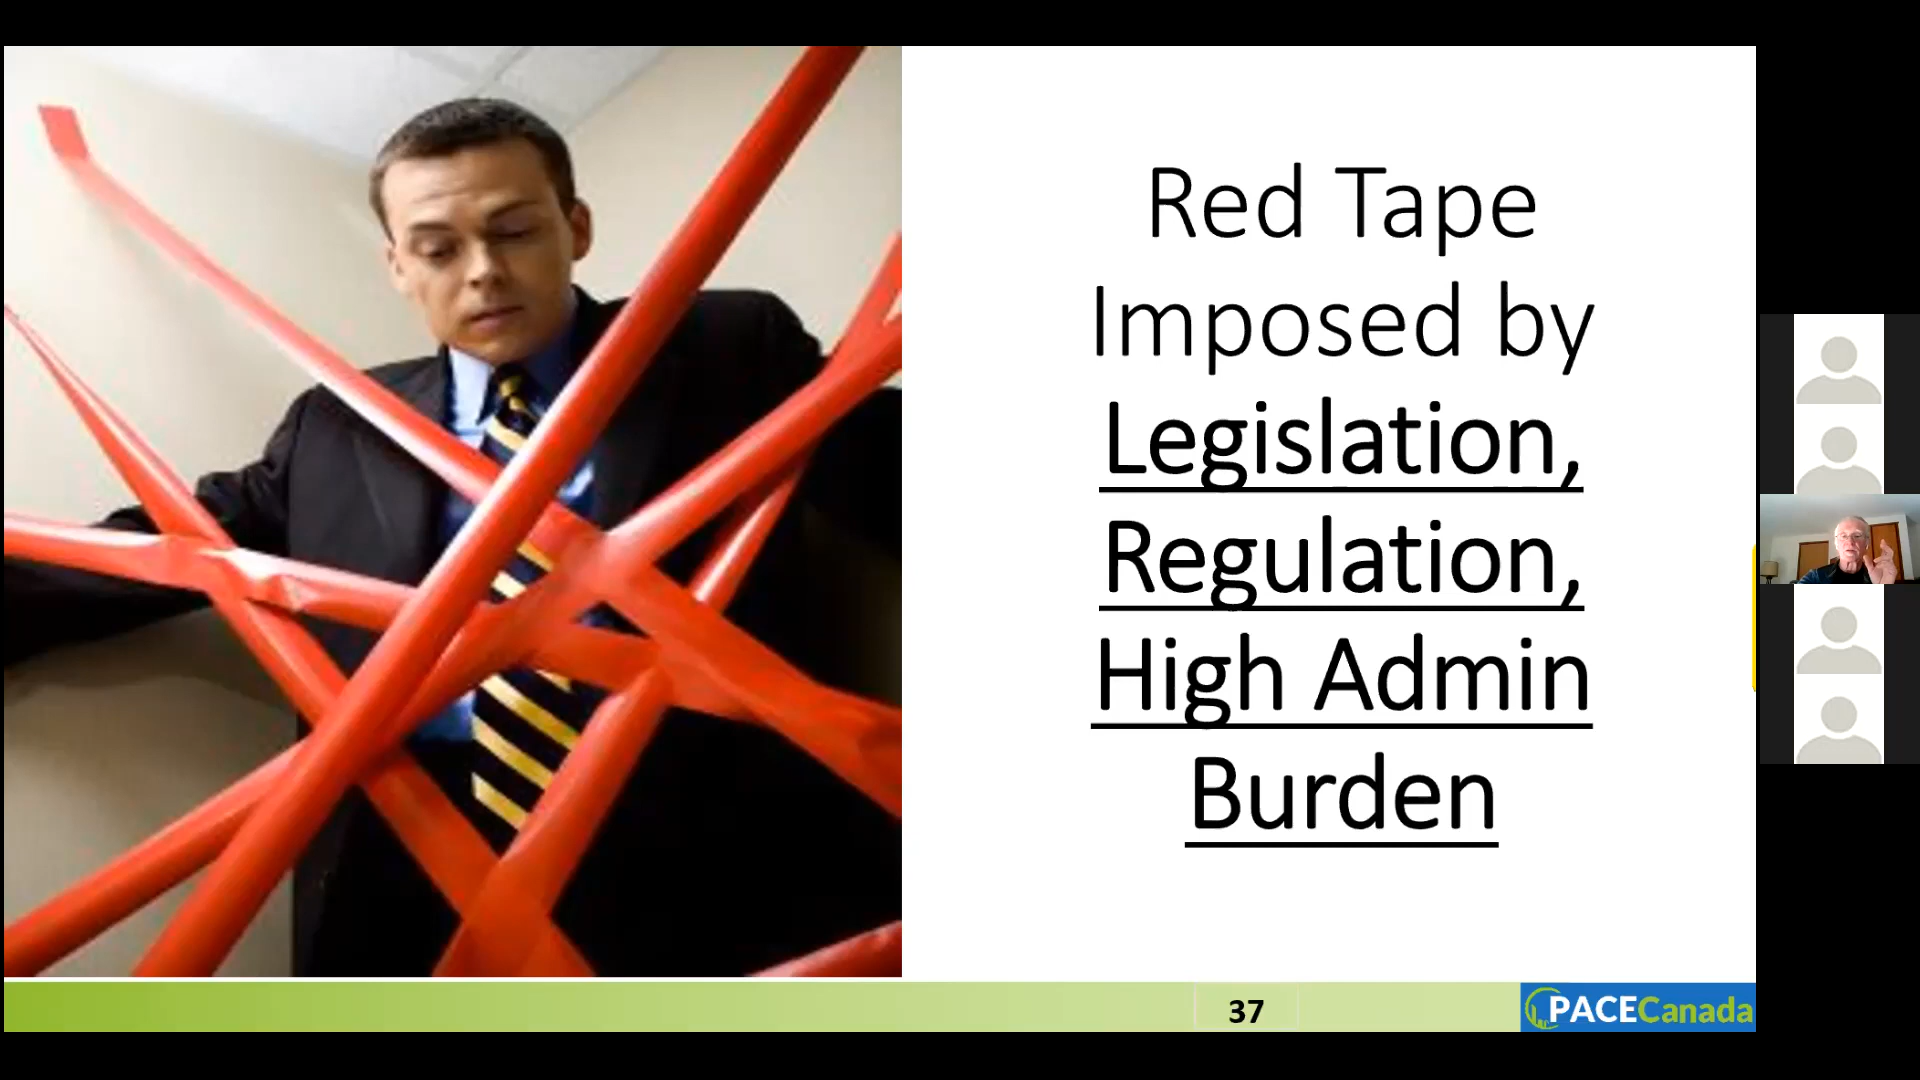 Red Tape
Imposed by
Legislation,
Regulation,
High Admin
Burden
37
PACECanada